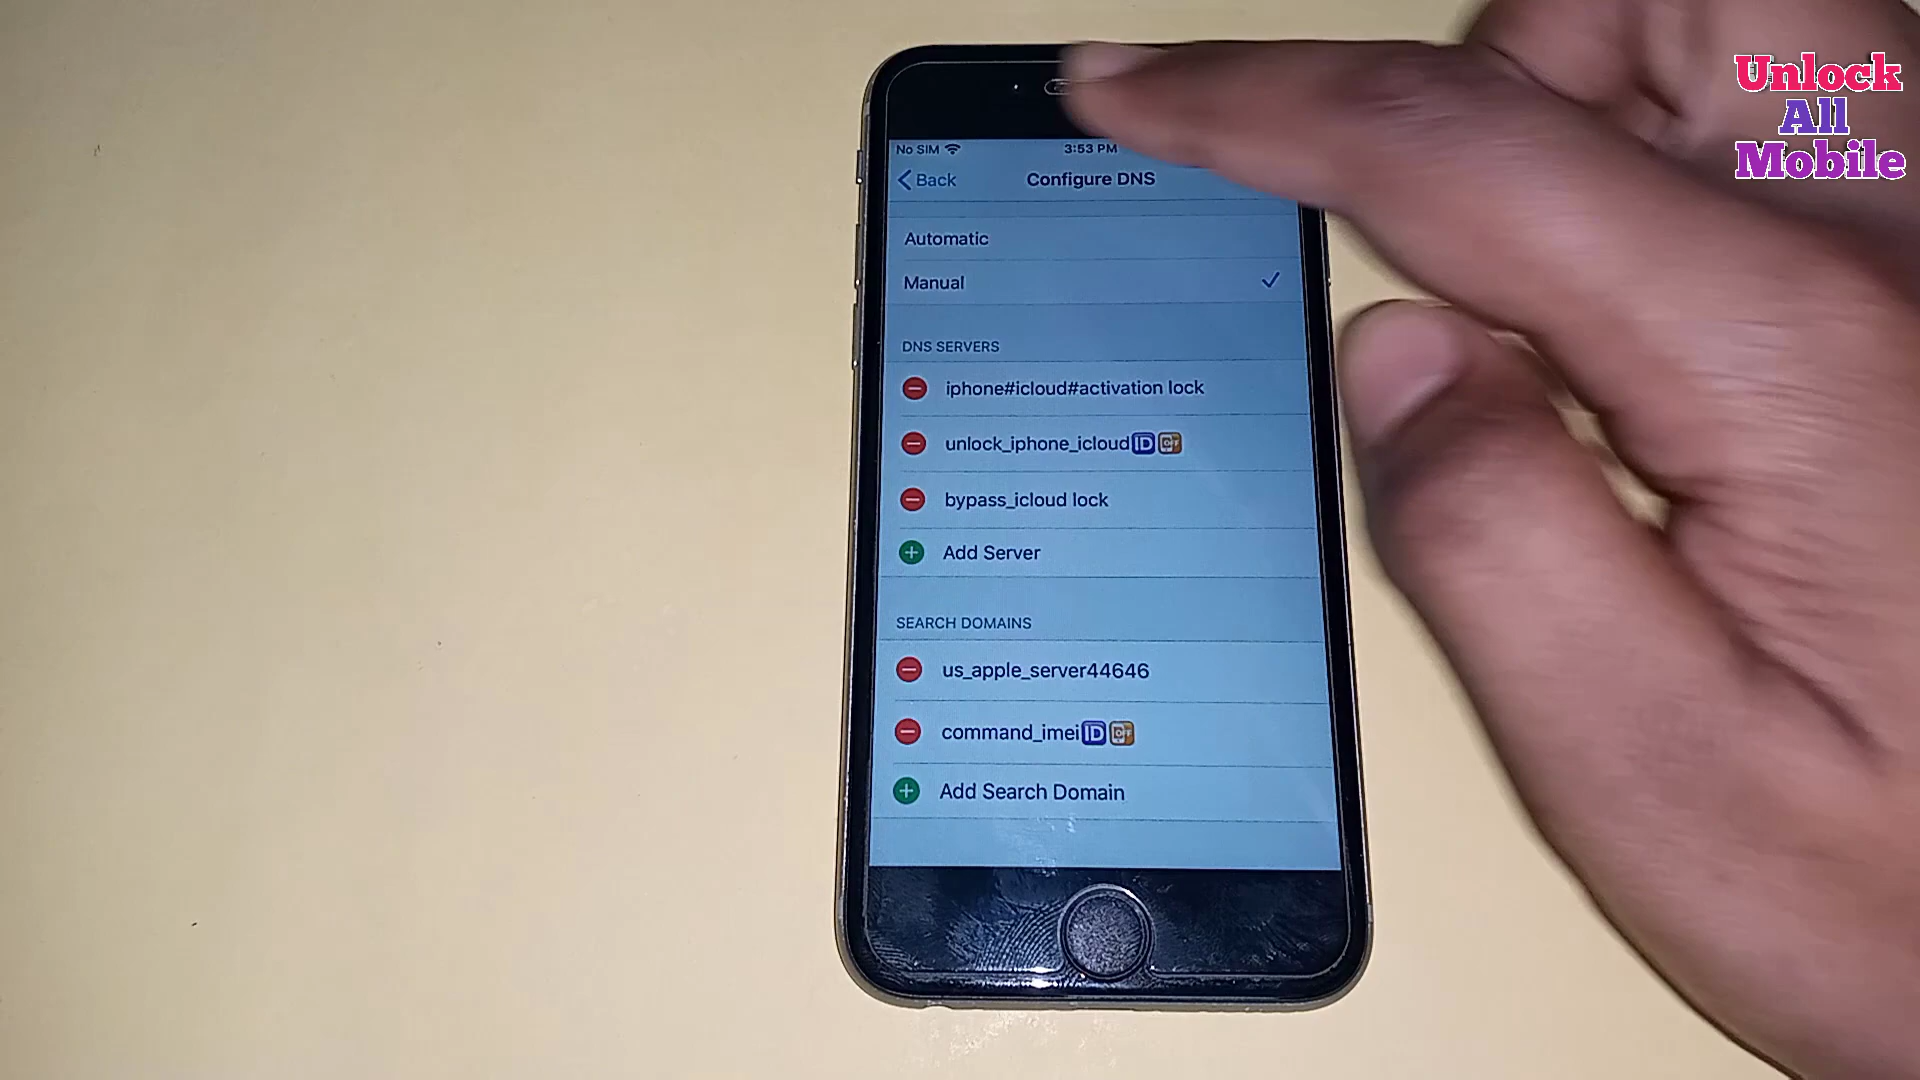 Unlock
All
Mobile
No SIM 3:53 PM
Back Configure DNS
Automatic
Manual
DNS SERVERS
iphone#icloud#activation lock
unlock_iphone_icloud🆔📴
bypass_icloud lock
Add Server
SEARCH DOMAINS
us_apple_server44646
command_imei🆔📴
Add Search Domain